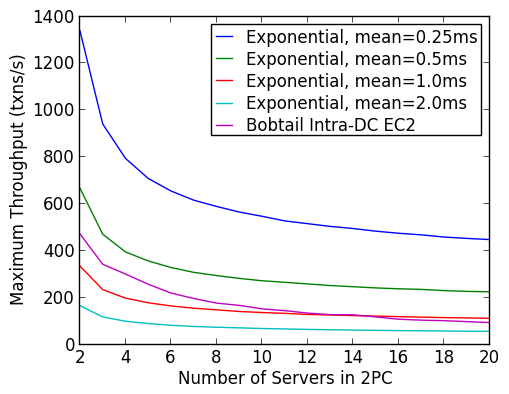 1400
1200
1000
800
600
400
200
0
Maximum Throughput (txns/s)
Exponential, mean=0.25ms
Exponential, mean=0.5ms
Exponential, mean=1.0ms
Exponential, mean=2.0ms
Bobtail Intra-DC EC2
2 4 6 8 10 12 14 16 18 20
Number of Servers in 2PC